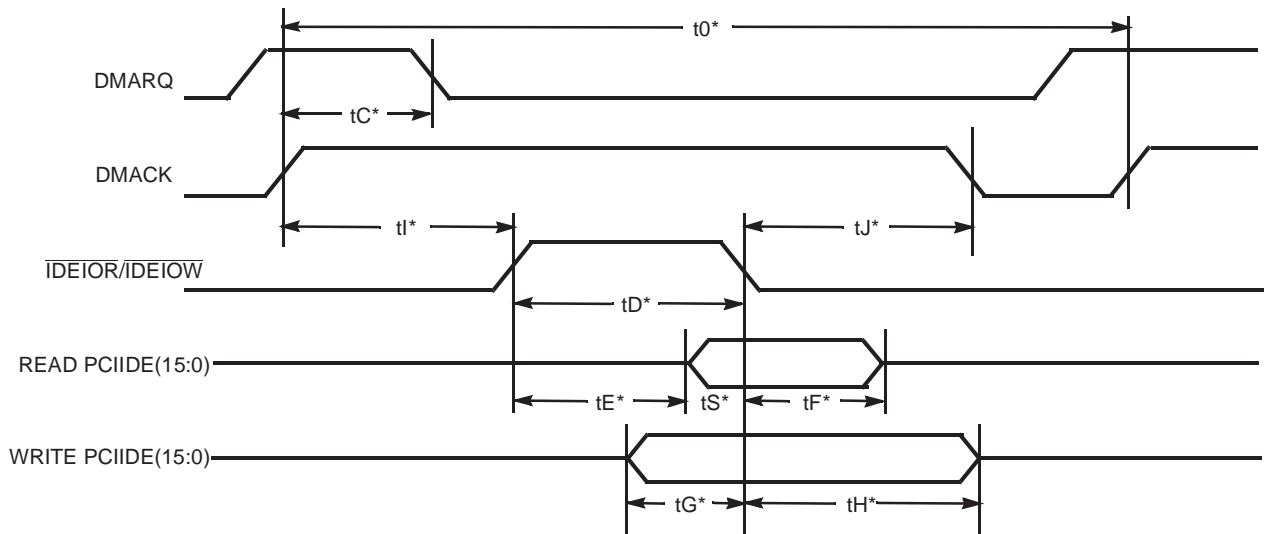 t0*
DMARQ
tC*
DMACK
tI*
tJ*
IDEIOR/IDEIOW
tD*
READ PCIIDE(15:0)
tE*
tS*
tF*
WRITE PCIIDE(15:0)
tG*
tH*